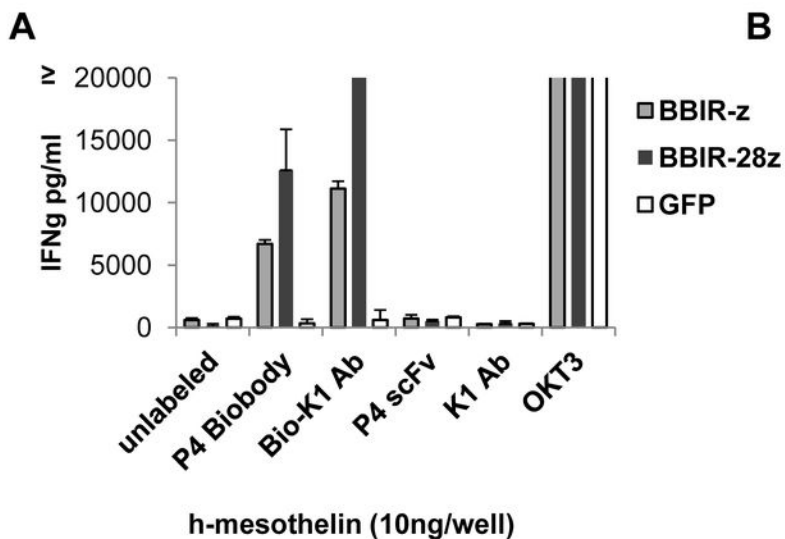 A
B
IFNg pg/ml
20000
15000
10000
5000
0
BBIR-z
BBIR-28z
GFP
unlabeled
P4 Biobody
Bio-K1 Ab
P4 scFv
K1 Ab
OKT3
h-mesothelin (10ng/well)